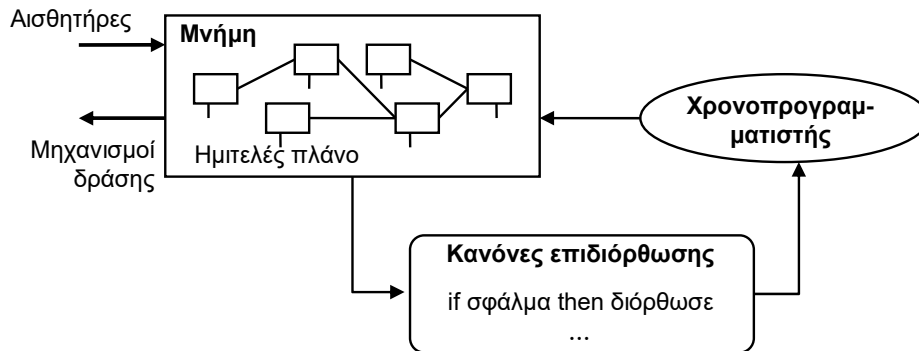 Αισθητήρες
Μνήμη
Ημιτελές πλάνο
Μηχανισμοί
δράσης
Χρονοπρογραμ-
ματιστής
Κανόνες επιδιόρθωσης
if σφάλμα then διόρθωσε
...